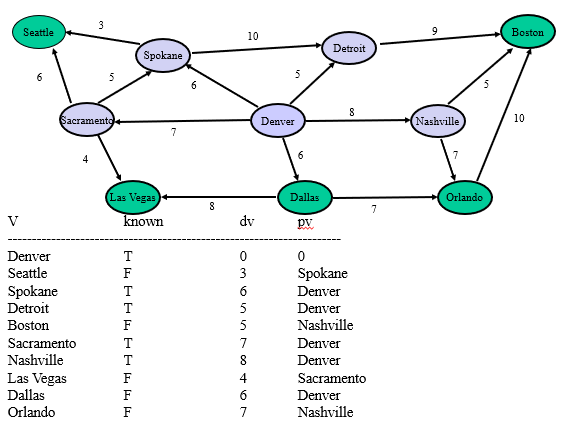 Seattle
3
Spokane
10
Detroit
9
Boston
6
5
6
5
5
10
Sacramento
7
Denver
8
Nashville
4
6
7
Las Vegas
8
Dallas
7
Orlando
V known dv pv
-----------------------------------------------------------------------
Denver T 0 0
Seattle F 3 Spokane
Spokane T 6 Denver
Detroit T 5 Denver
Boston F 5 Nashville
Sacramento T 7 Denver
Nashville T 8 Denver
Las Vegas F 4 Sacramento
Dallas F 6 Denver
Orlando F 7 Nashville